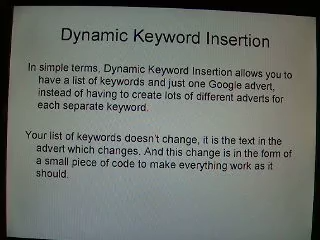 Dynamic Keyword Insertion
In simple terms, Dynamic Keyword Insertion allows you to
have a list of keywords and just one Google advert,
instead of having to create lots of different adverts for
each separate keyword.
Your list of keywords doesn't change, it is the text in the
advert which changes. And this change is in the form of
a small piece of code to make everything work as it
should.